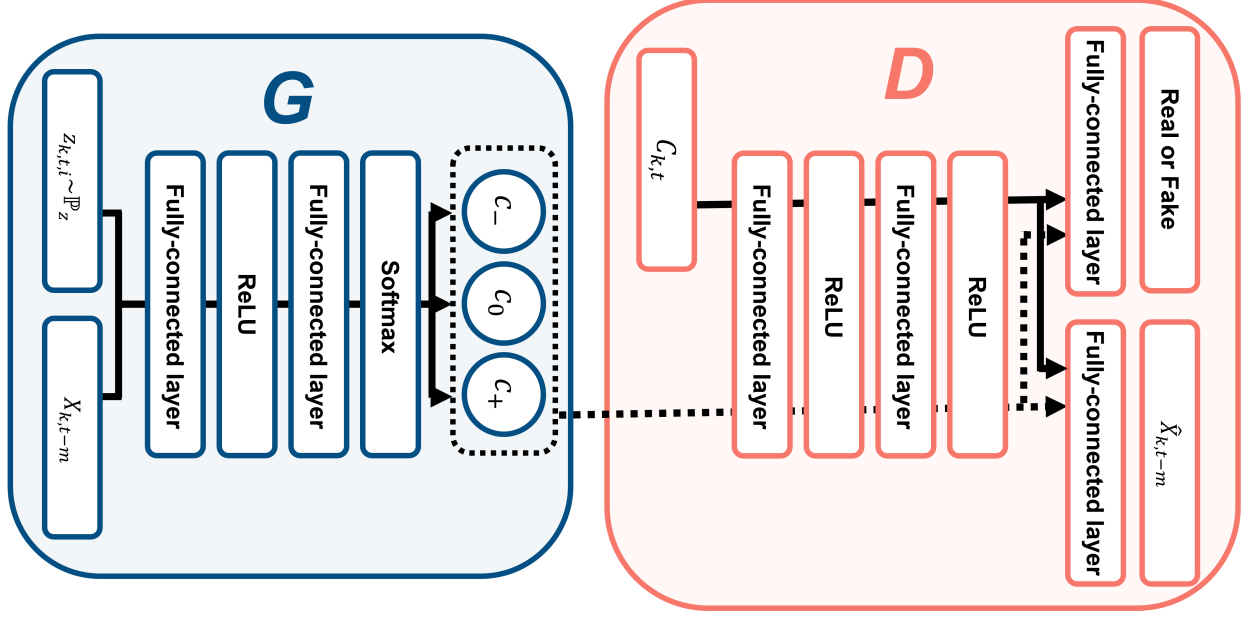 G
z_{k,t,i}~ℙ_z
X_{k,t−m}
Fully-connected layer
ReLU
Fully-connected layer
Softmax
c_−
c_0
c_+
D
C_{k,t}
Fully-connected layer
ReLU
Fully-connected layer
ReLU
Fully-connected layer
Real or Fake
Fully-connected layer
X̂_{k,t−m}